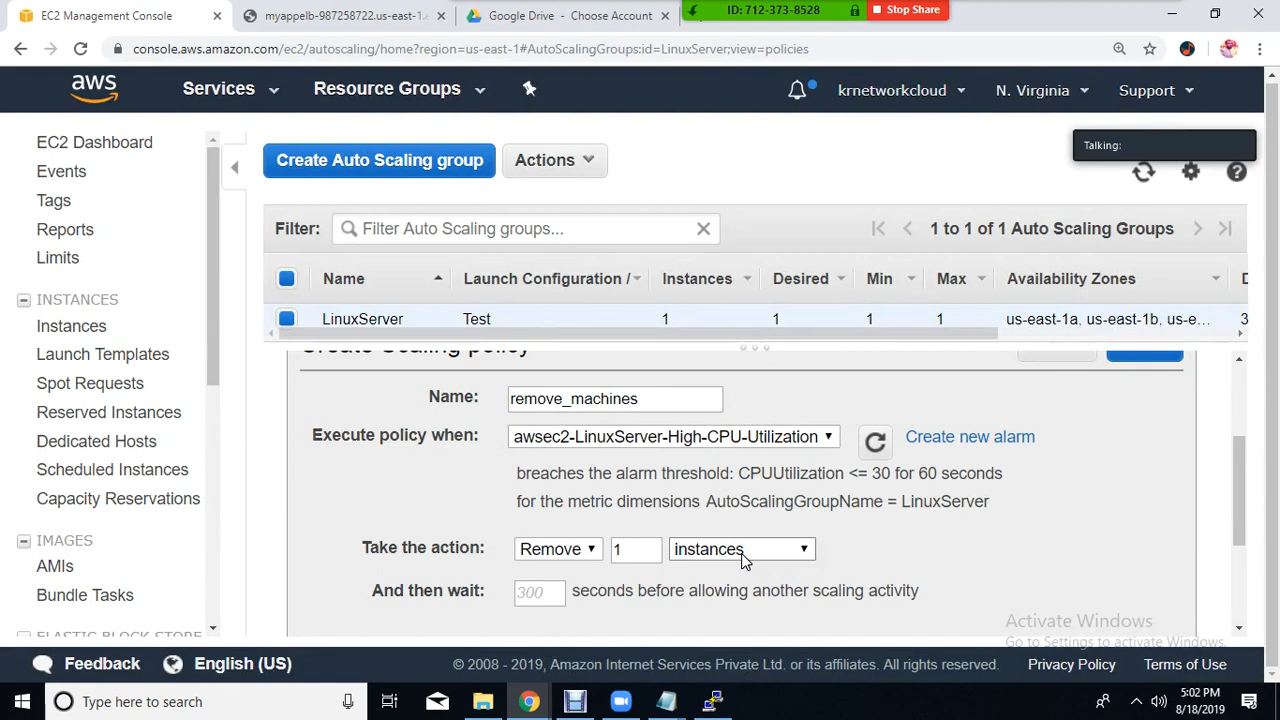 EC2 Management Console
myappelb-987258722.us-east-1.
Google Drive - Choose Account
ID: 712-373-8528
Stop Share
console.aws.amazon.com/ec2/autoscaling/home?region=us-east-1#AutoScalingGroups:id=LinuxServer;view=policies
aws
Services
Resource Groups
krnetworkcloud
N. Virginia
Support
Talking:
EC2 Dashboard
Events
Tags
Reports
Limits
INSTANCES
Instances
Launch Templates
Spot Requests
Reserved Instances
Dedicated Hosts
Scheduled Instances
Capacity Reservations
IMAGES
AMIs
Bundle Tasks
ELASTIC BLOCK STORE
Create Auto Scaling group
Actions
Filter:
Filter Auto Scaling groups...
1 to 1 of 1 Auto Scaling Groups
Name Launch Configuration / Instances Desired Min Max Availability Zones D
LinuxServer Test 1 1 1 1 us-east-1a, us-east-1b, us-e... 3
Create Scaling policy
Name: remove_machines
Execute policy when: awsec2-LinuxServer-High-CPU-Utilization Create new alarm
breaches the alarm threshold: CPUUtilization <= 30 for 60 seconds
for the metric dimensions AutoScalingGroupName = LinuxServer
Take the action: Remove 1 instances
And then wait: 300 seconds before allowing another scaling activity
Activate Windows
Go to Settings to activate Windows.
Feedback
English (US)
© 2008 - 2019, Amazon Internet Services Private Ltd. or its affiliates. All rights reserved.
Privacy Policy
Terms of Use
Type here to search
5:02 PM
8/18/2019